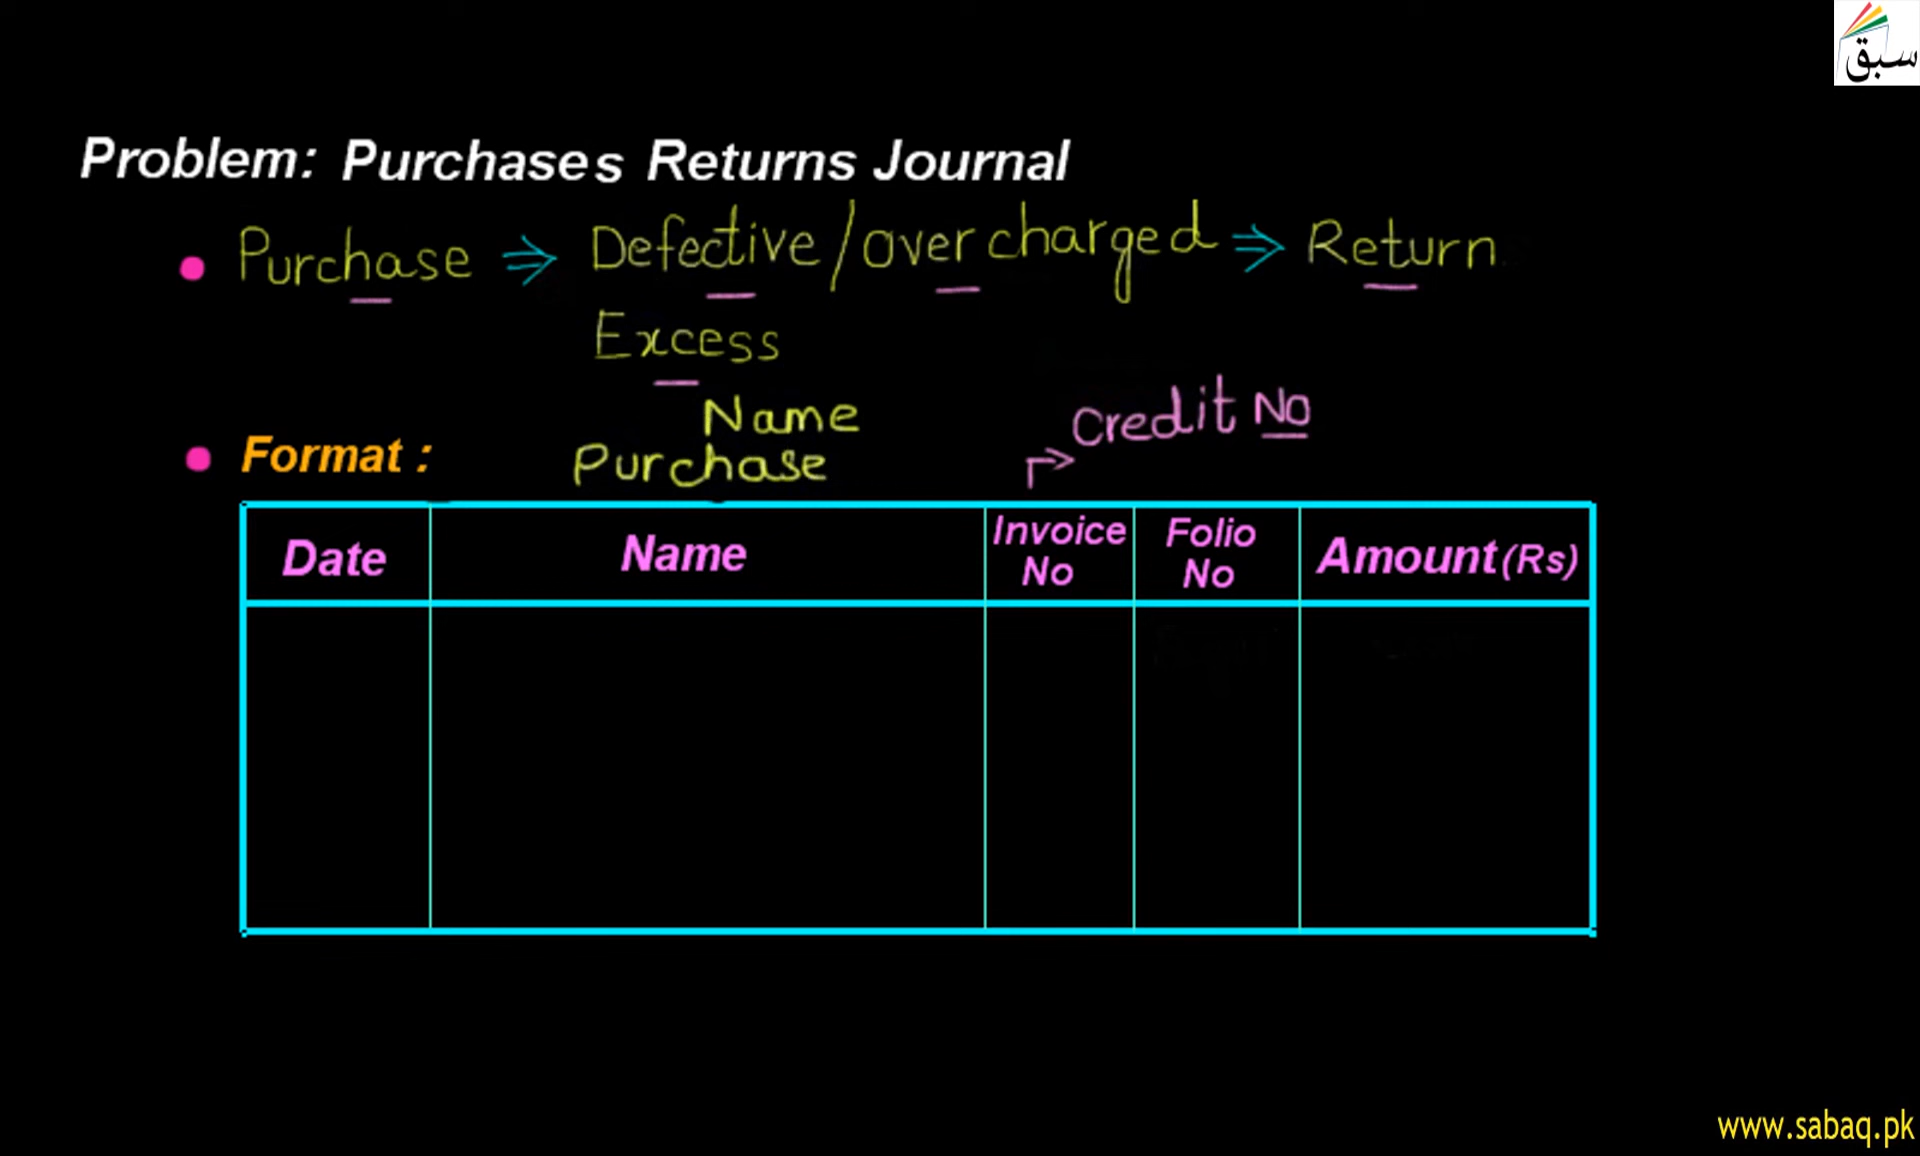 سبق
Problem: Purchases Returns Journal
Purchase ⇒ Defective / over charged ⇒ Return
Excess
Name
Credit No
Format :
Purchase
Date Name Invoice No Folio No Amount (Rs)
www.sabaq.pk